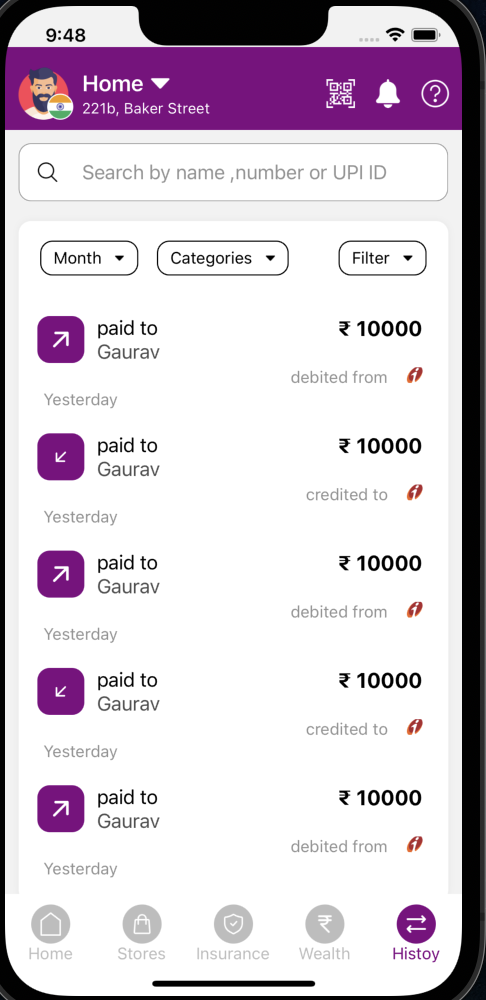 9:48
Home
221b, Baker Street
Search by name ,number or UPI ID
Month
Categories
Filter
paid to
₹ 10000
Gaurav
debited from
Yesterday
paid to
₹ 10000
Gaurav
credited to
Yesterday
paid to
₹ 10000
Gaurav
debited from
Yesterday
paid to
₹ 10000
Gaurav
credited to
Yesterday
paid to
₹ 10000
Gaurav
debited from
Yesterday
Home
Stores
Insurance
Wealth
Histoy